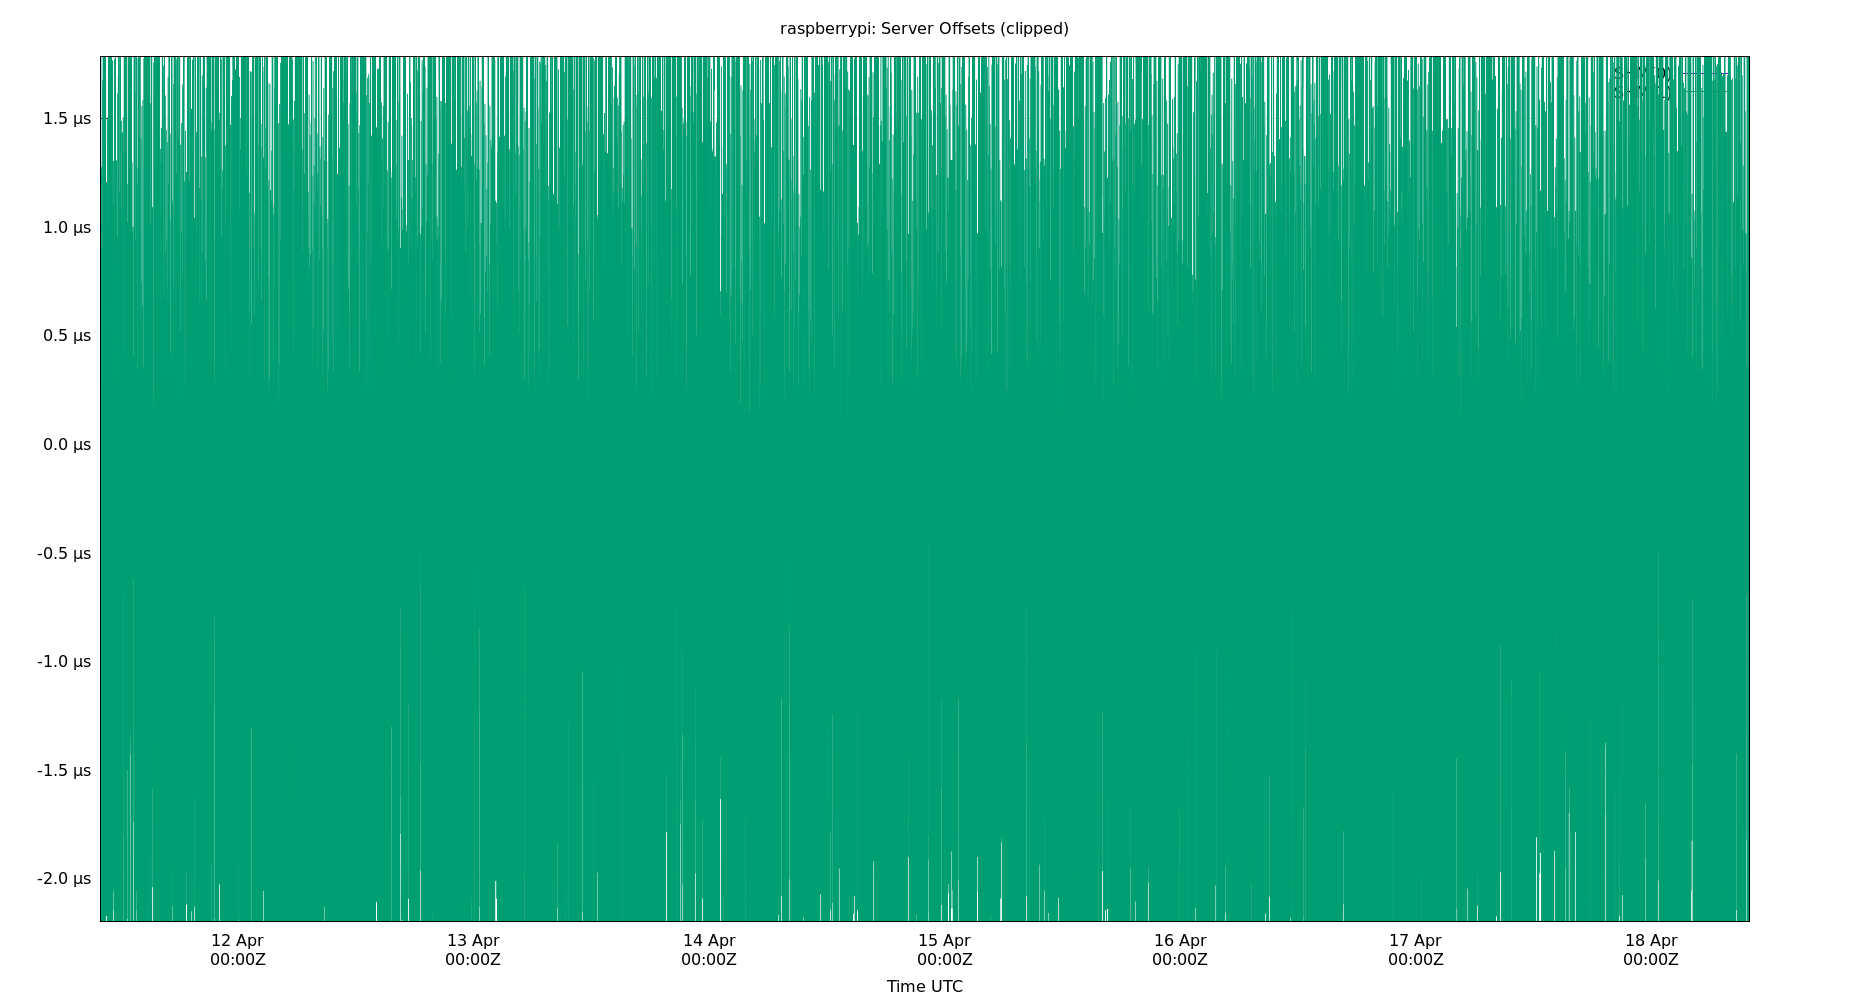 raspberrypi: Server Offsets (clipped)
1.5 µs
1.0 µs
0.5 µs
0.0 µs
-0.5 µs
-1.0 µs
-1.5 µs
-2.0 µs
12 Apr 13 Apr 14 Apr 15 Apr 16 Apr 17 Apr 18 Apr
00:00Z 00:00Z 00:00Z 00:00Z 00:00Z 00:00Z 00:00Z
Time UTC